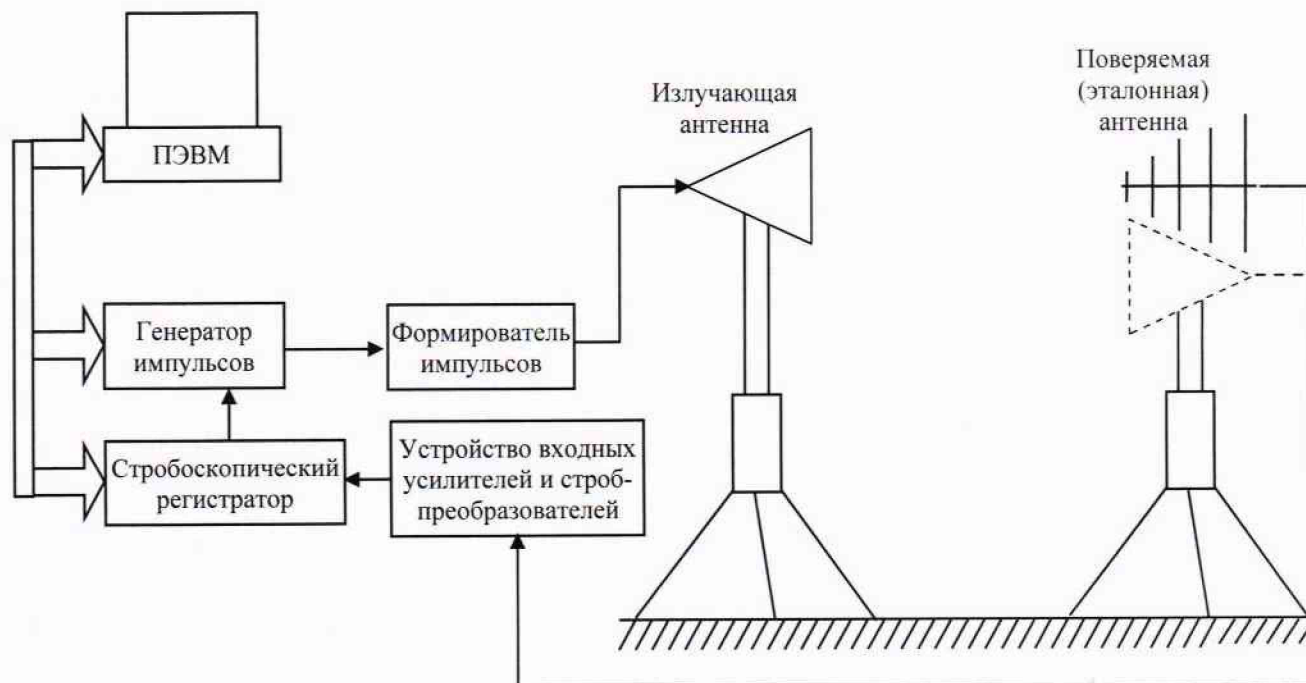 Излучающая
антенна
Поверяемая
(эталонная)
антенна
ПЭВМ
Генератор
импульсов
Формирователь
импульсов
Стробоскопический
регистратор
Устройство входных
усилителей и строб-
преобразователей